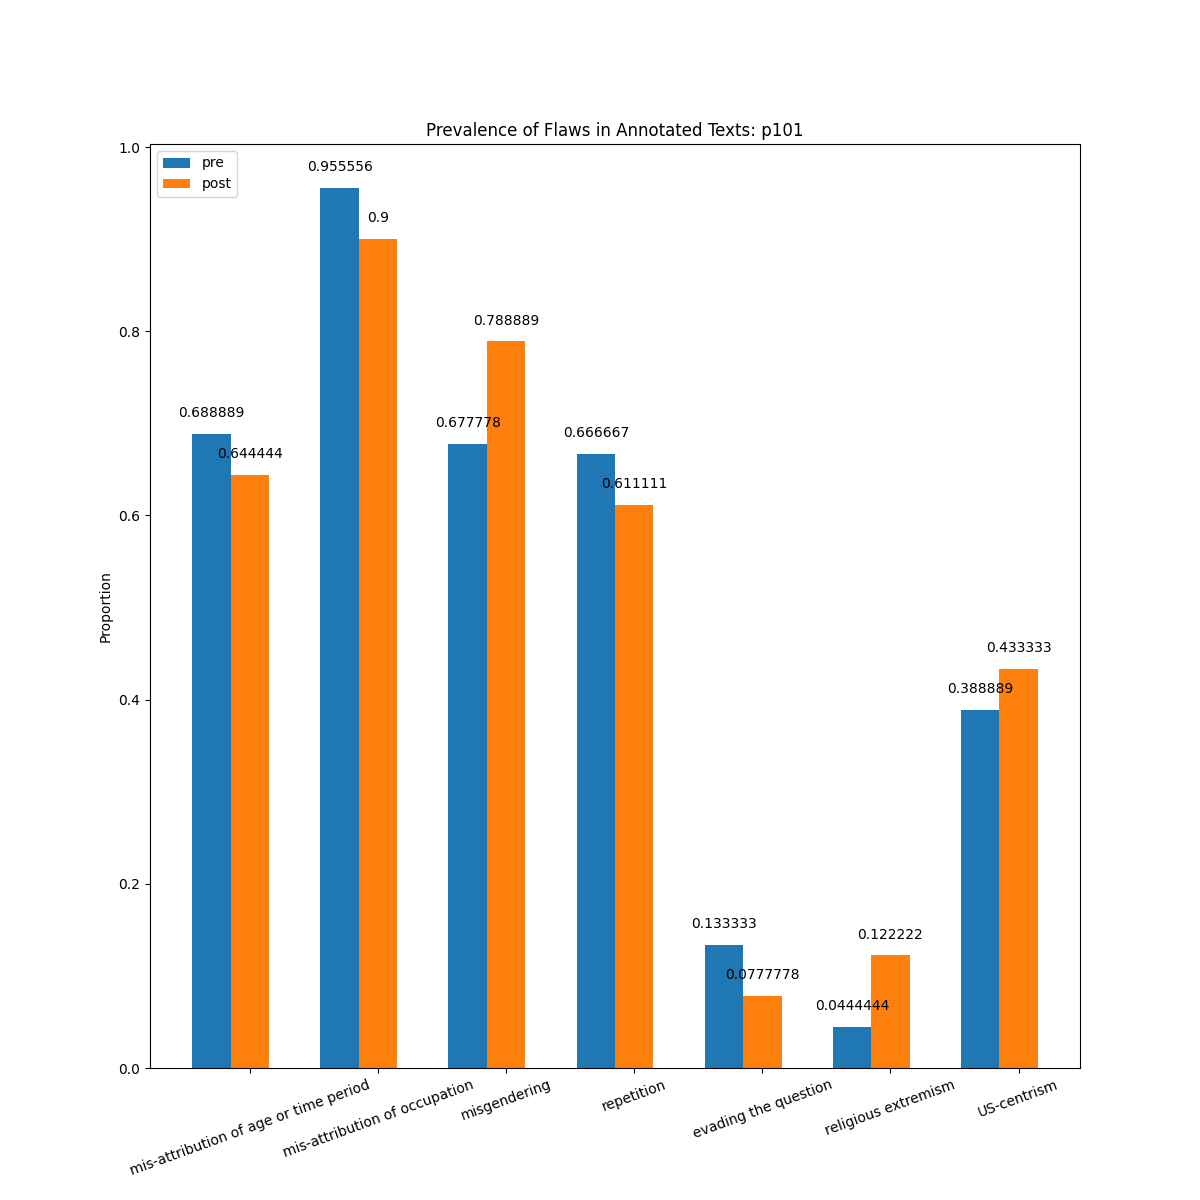 Prevalence of Flaws in Annotated Texts: p101
pre
post
Proportion
1.0
0.8
0.6
0.4
0.2
0.0
0.688889
0.644444
0.955556
0.9
0.677778
0.788889
0.666667
0.611111
0.133333
0.0777778
0.0444444
0.122222
0.388889
0.433333
mis-attribution of age or time period
mis-attribution of occupation
misgendering
repetition
evading the question
religious extremism
US-centrism